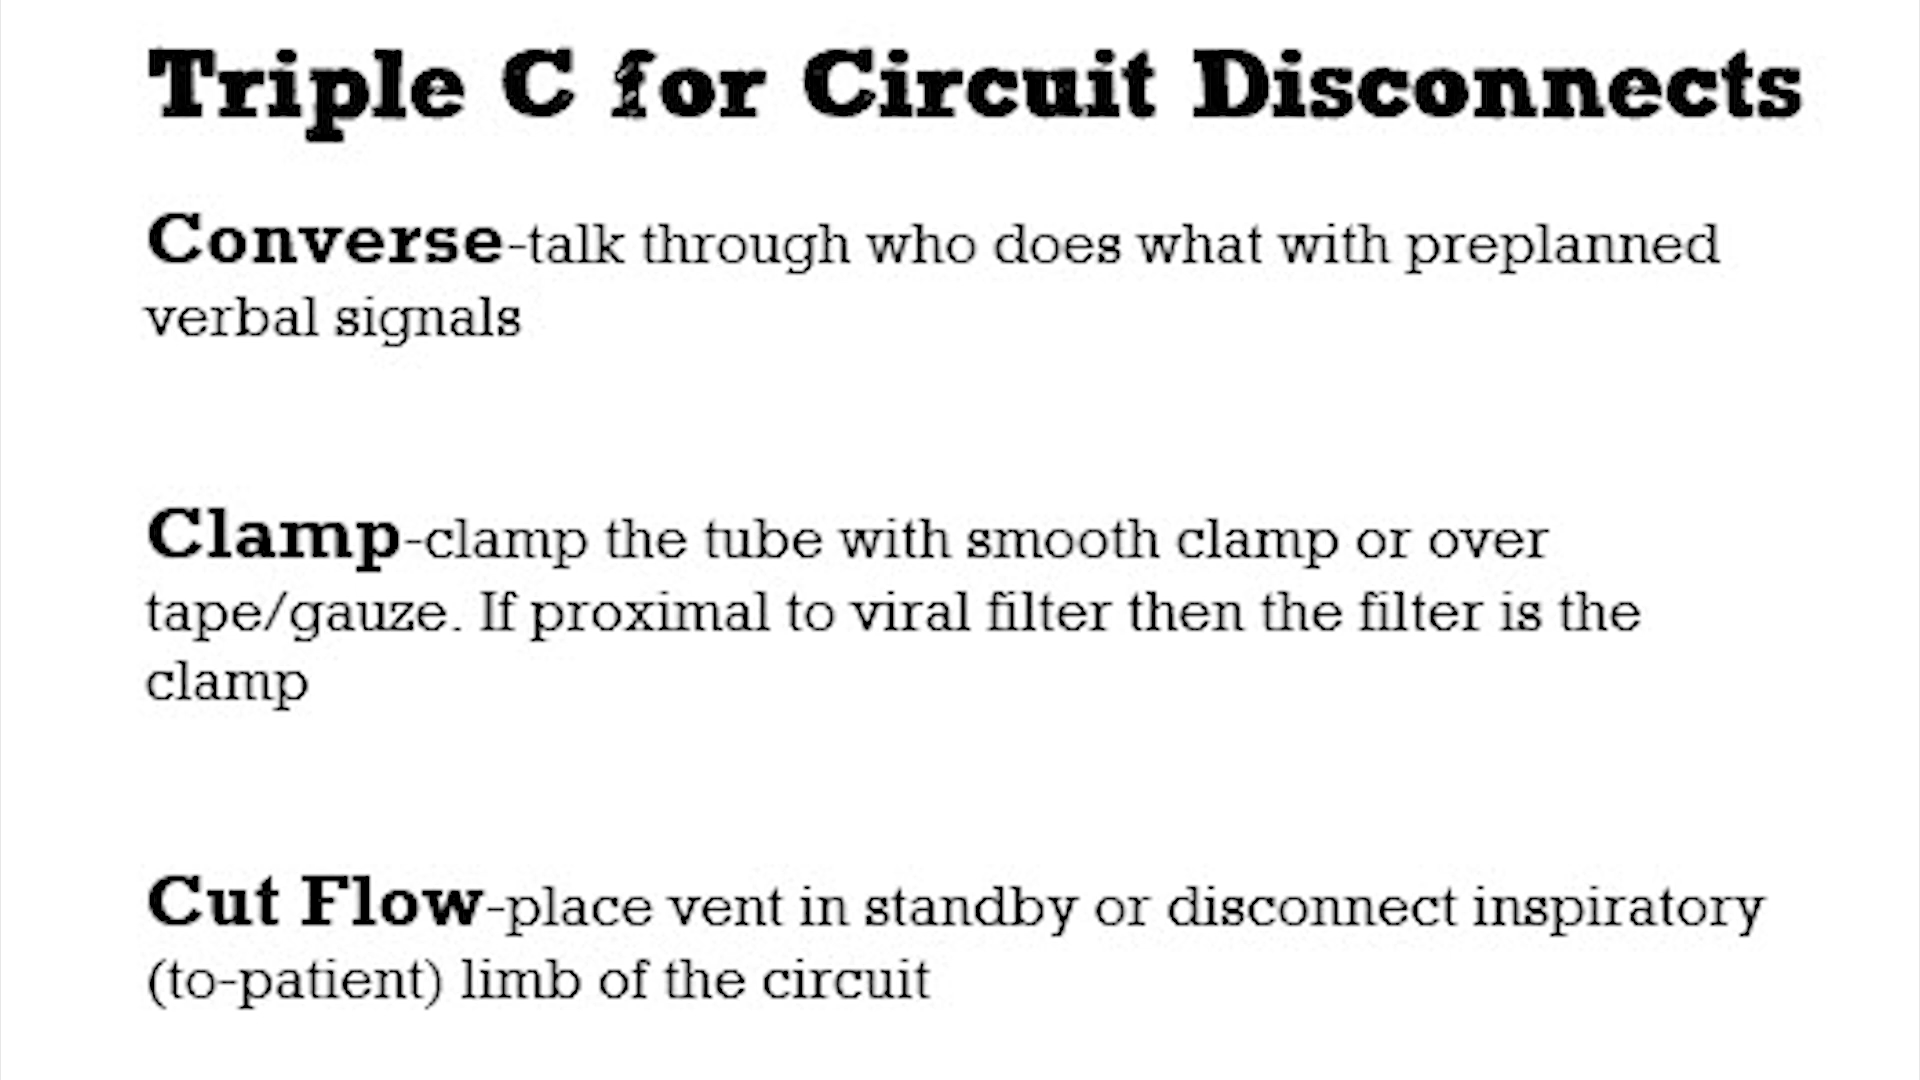 Triple C for Circuit Disconnects
Converse-talk through who does what with preplanned
verbal signals
Clamp-clamp the tube with smooth clamp or over
tape/gauze. If proximal to viral filter then the filter is the
clamp
Cut Flow-place vent in standby or disconnect inspiratory
(to-patient) limb of the circuit